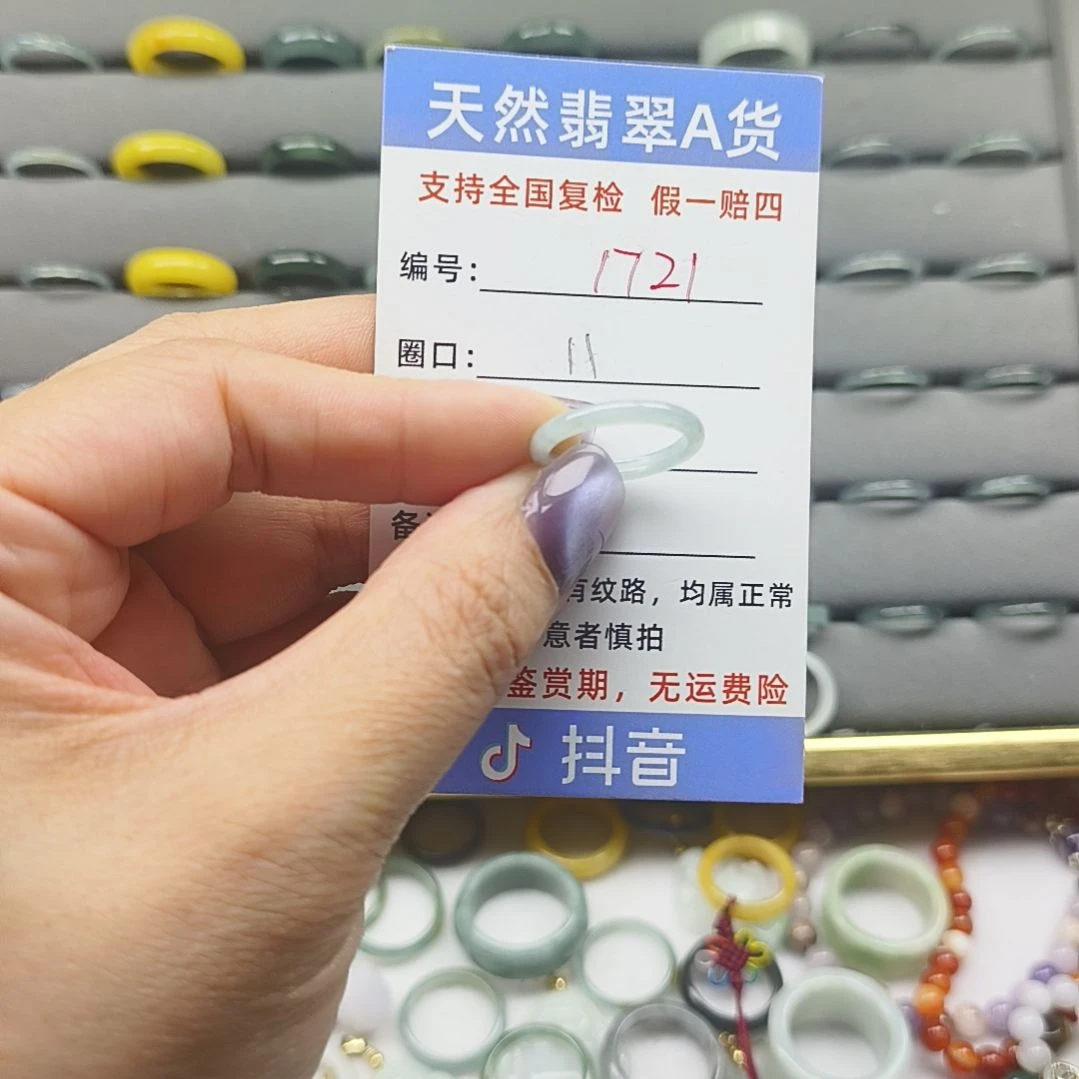 天然翡翠A货
支持全国复检 假一赔四
编号: 1721
圈口: 11
备
有纹路，均属正常
意者慎拍
鉴赏期，无运费险
抖音